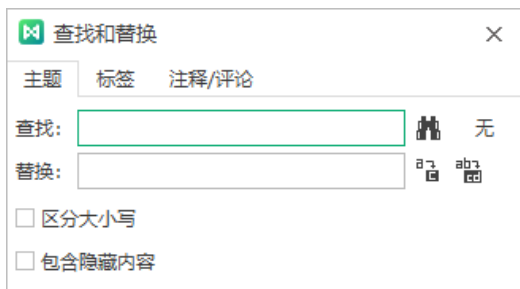 查找和替换
主题 标签 注释/评论
查找: 无
替换:
区分大小写
包含隐藏内容